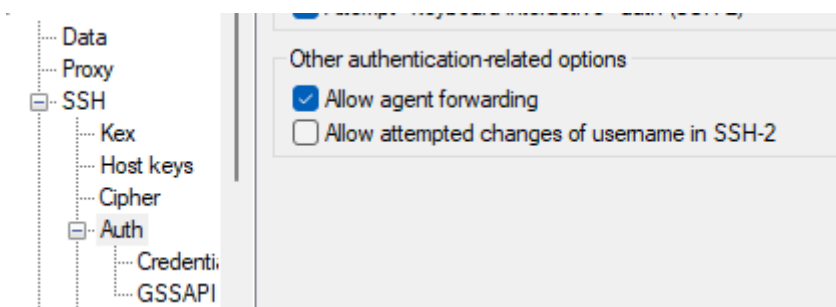 Data
Proxy
SSH
Kex
Host keys
Cipher
Auth
Credenti
GSSAPI
Other authentication-related options
Allow agent forwarding
Allow attempted changes of username in SSH-2